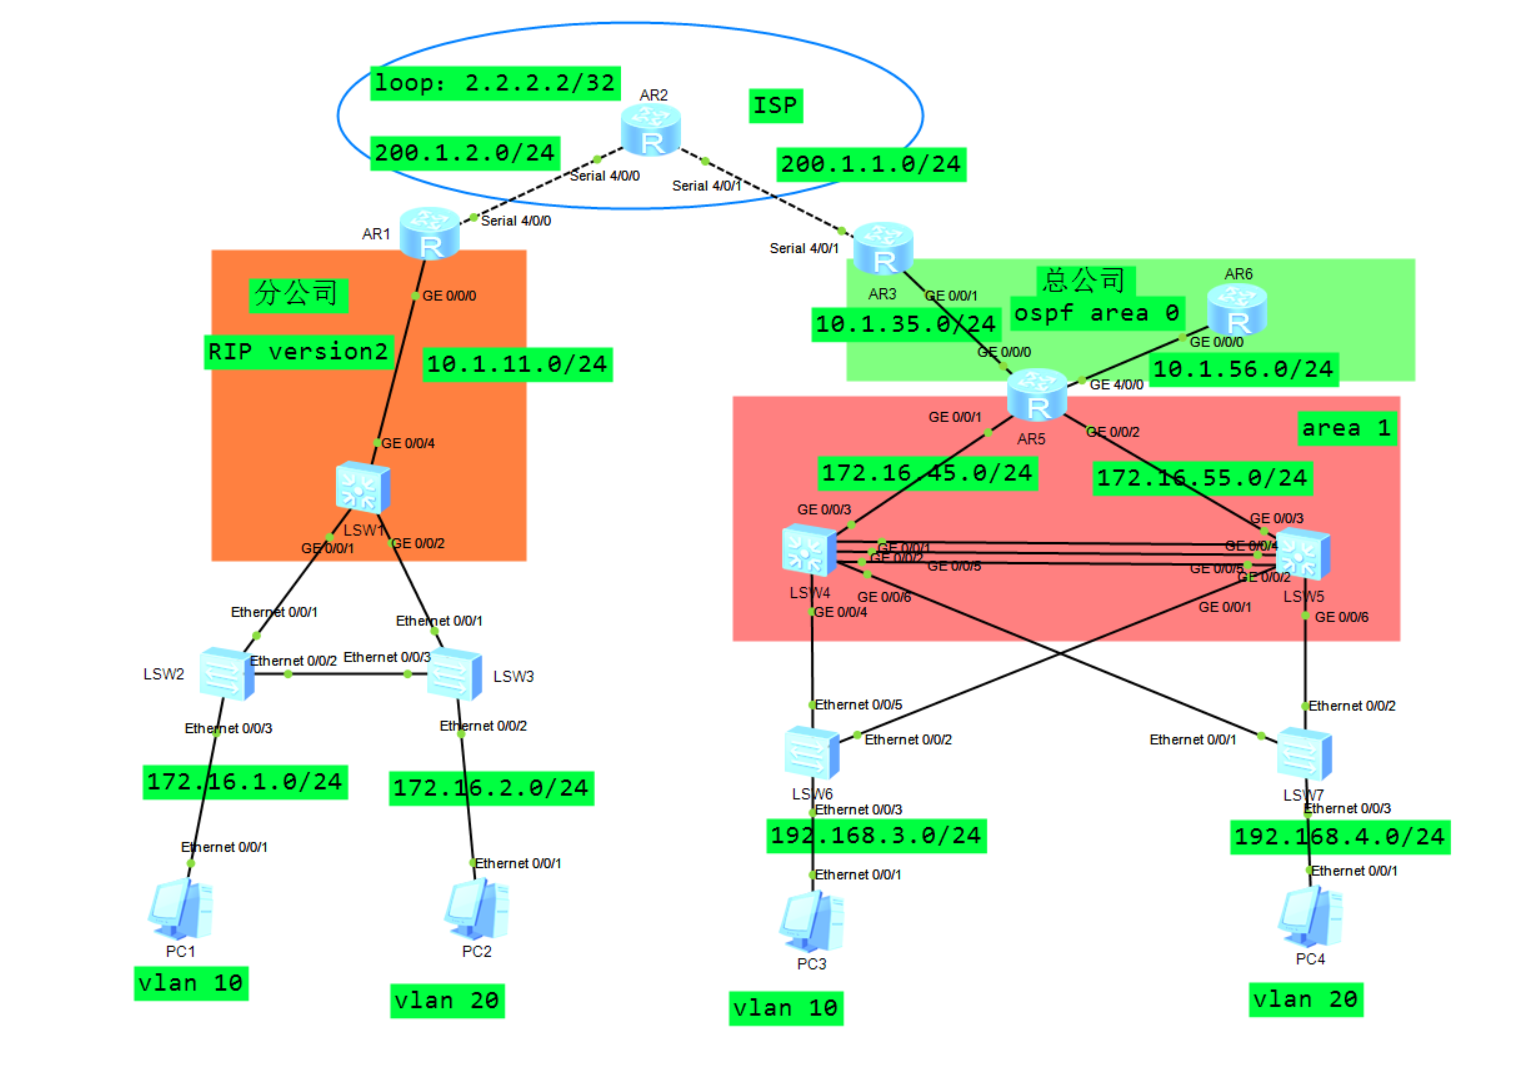 loop: 2.2.2.2/32
AR2
ISP
200.1.2.0/24
200.1.1.0/24
Serial 4/0/0
Serial 4/0/1
Serial 4/0/0
AR1
Serial 4/0/1
AR3
分公司
GE 0/0/0
RIP version2
10.1.11.0/24
GE 0/0/4
LSW1
GE 0/0/1
GE 0/0/2
Ethernet 0/0/1
Ethernet 0/0/1
LSW2
Ethernet 0/0/2
Ethernet 0/0/3
LSW3
Ethernet 0/0/3
Ethernet 0/0/2
172.16.1.0/24
172.16.2.0/24
Ethernet 0/0/1
Ethernet 0/0/1
PC1
PC2
vlan 10
vlan 20
总公司
AR6
GE 0/0/1
ospf area 0
10.1.35.0/24
GE 0/0/0
GE 0/0/0
10.1.56.0/24
GE 4/0/0
GE 0/0/1
AR5
GE 0/0/2
area 1
172.16.45.0/24
172.16.55.0/24
GE 0/0/3
GE 0/0/3
GE 0/0/1
GE 0/0/2
GE 0/0/5
GE 0/0/4
GE 0/0/5
GE 0/0/2
LSW4
GE 0/0/6
GE 0/0/4
GE 0/0/1
LSW5
GE 0/0/6
Ethernet 0/0/5
Ethernet 0/0/2
Ethernet 0/0/2
Ethernet 0/0/1
LSW6
LSW7
Ethernet 0/0/3
Ethernet 0/0/3
192.168.3.0/24
192.168.4.0/24
Ethernet 0/0/1
Ethernet 0/0/1
PC3
PC4
vlan 10
vlan 20